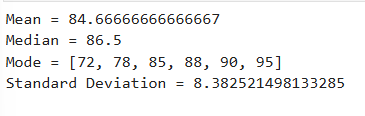 Mean = 84.66666666666667
Median = 86.5
Mode = [72, 78, 85, 88, 90, 95]
Standard Deviation = 8.382521498133285